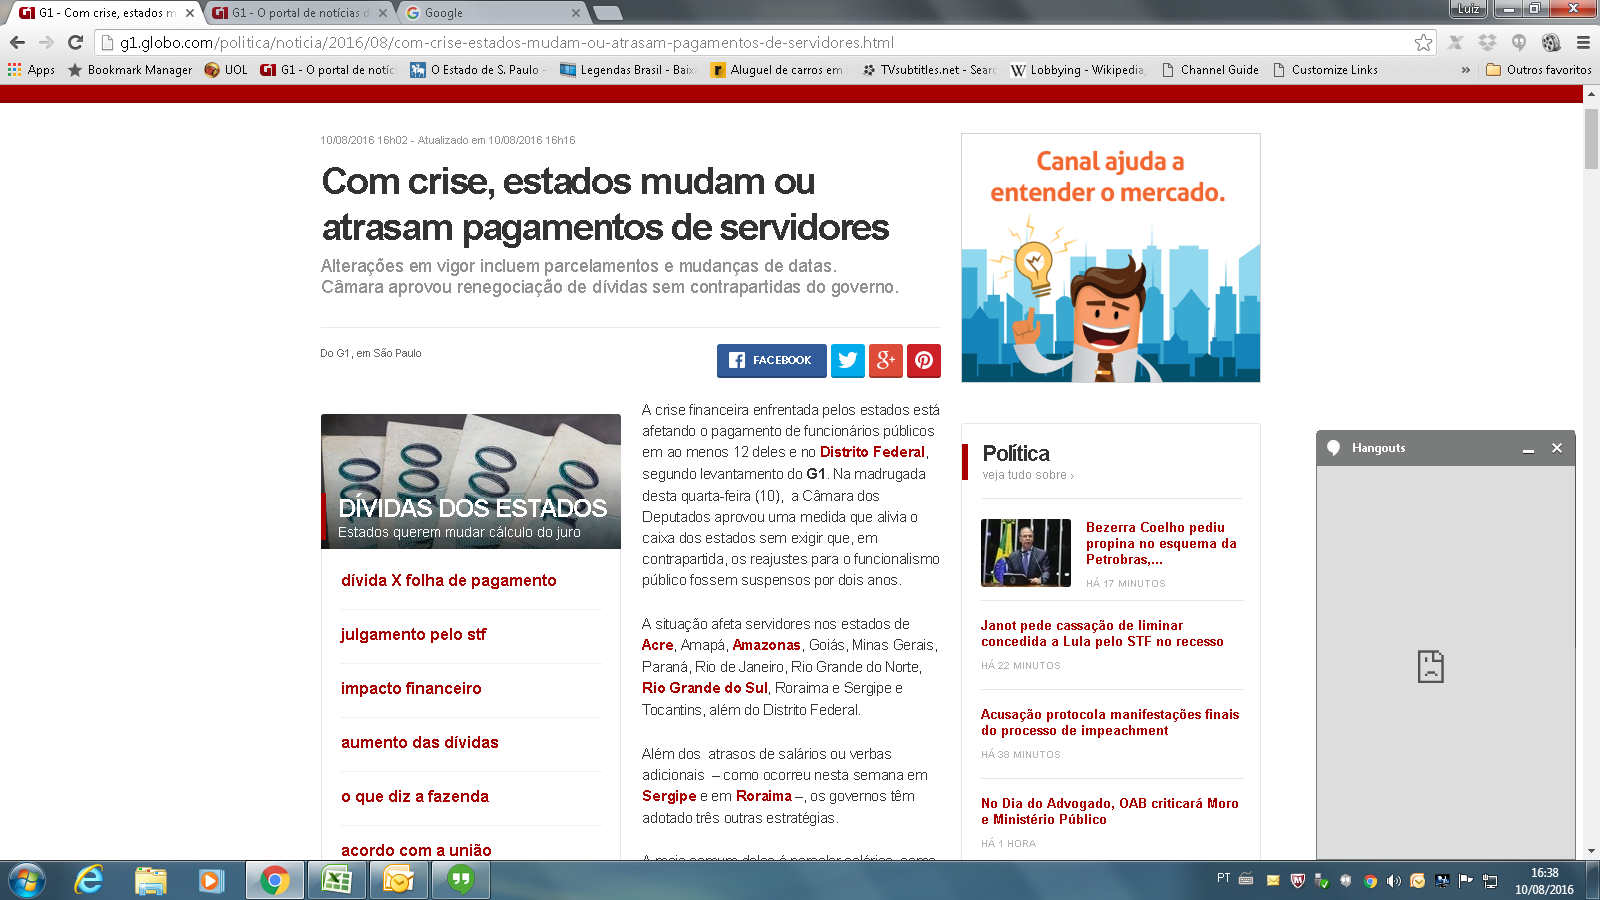 G1 - Com crise, estados m
G1 - O portal de notícias d
Google
Luiz
g1.globo.com/politica/noticia/2016/08/com-crise-estados-mudam-ou-atrasam-pagamentos-de-servidores.html
Apps
Bookmark Manager
UOL
G1 - O portal de notíc
O Estado de S. Paulo -
Legendas Brasil - Baix
Aluguel de carros em
TVsubtitles.net - Sear
Lobbying - Wikipedia,
Channel Guide
Customize Links
»
Outros favoritos
10/08/2016 16h02 - Atualizado em 10/08/2016 16h16
Com crise, estados mudam ou
atrasam pagamentos de servidores
Alterações em vigor incluem parcelamentos e mudanças de datas.
Câmara aprovou renegociação de dívidas sem contrapartidas do governo.
Do G1, em São Paulo
FACEBOOK
DÍVIDAS DOS ESTADOS
Estados querem mudar cálculo do juro
dívida X folha de pagamento
julgamento pelo stf
impacto financeiro
aumento das dívidas
o que diz a fazenda
acordo com a união
A crise financeira enfrentada pelos estados está
afetando o pagamento de funcionários públicos
em ao menos 12 deles e no Distrito Federal,
segundo levantamento do G1. Na madrugada
desta quarta-feira (10), a Câmara dos
Deputados aprovou uma medida que alivia o
caixa dos estados sem exigir que, em
contrapartida, os reajustes para o funcionalismo
público fossem suspensos por dois anos.
A situação afeta servidores nos estados de
Acre, Amapá, Amazonas, Goiás, Minas Gerais,
Paraná, Rio de Janeiro, Rio Grande do Norte,
Rio Grande do Sul, Roraima e Sergipe e
Tocantins, além do Distrito Federal.
Além dos atrasos de salários ou verbas
adicionais – como ocorreu nesta semana em
Sergipe e em Roraima –, os governos têm
adotado três outras estratégias.
A mais comum delas é parcelar salários, como
Canal ajuda a
entender o mercado.
Política
veja tudo sobre ›
Bezerra Coelho pediu
propina no esquema da
Petrobras,...
HÁ 17 MINUTOS
Janot pede cassação de liminar
concedida a Lula pelo STF no recesso
HÁ 22 MINUTOS
Acusação protocola manifestações finais
do processo de impeachment
HÁ 38 MINUTOS
No Dia do Advogado, OAB criticará Moro
e Ministério Público
HÁ 1 HORA
Hangouts
PT
16:38
10/08/2016